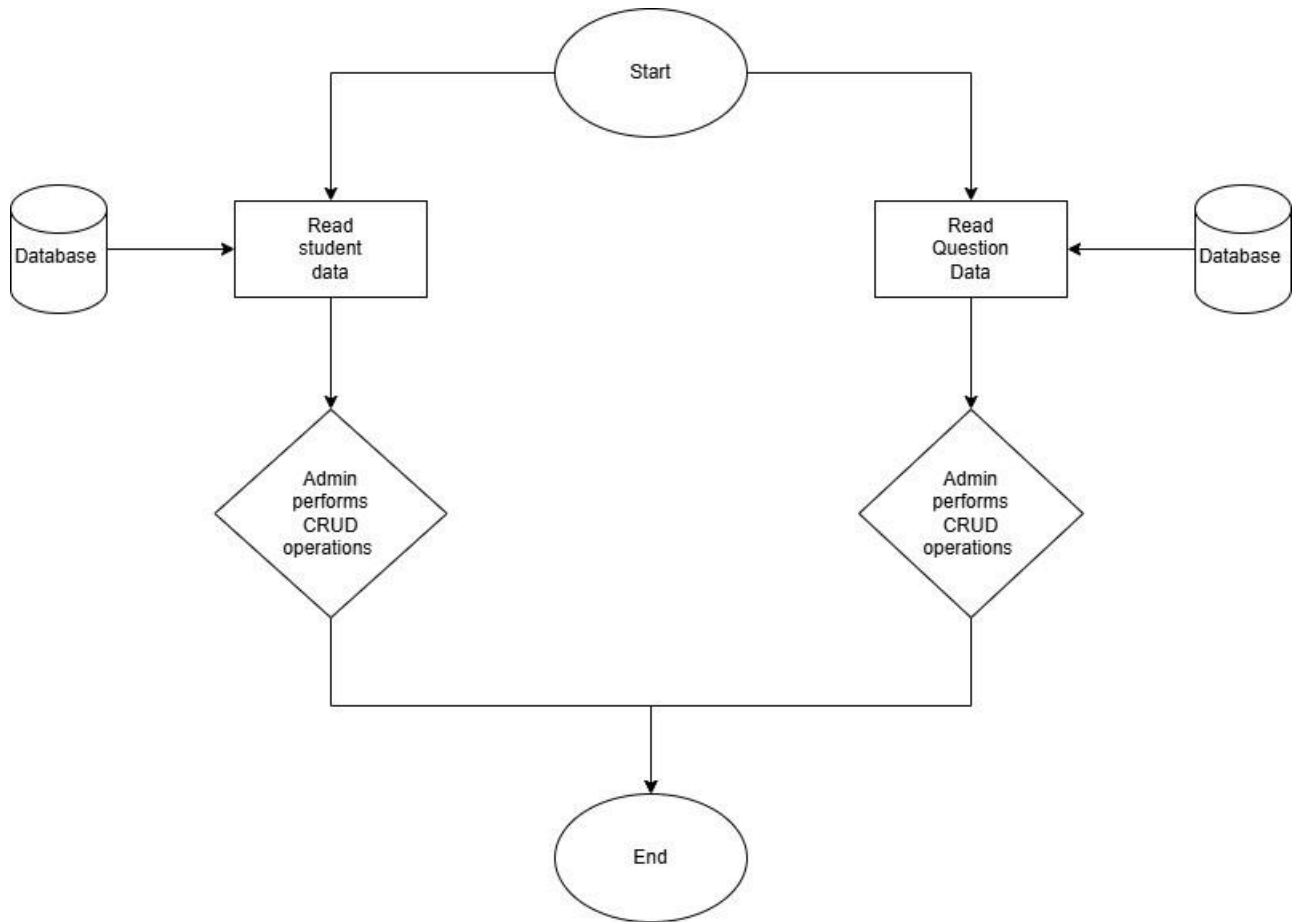 Start
Database
Read
student
data
Read
Question
Data
Database
Admin
performs
CRUD
operations
Admin
performs
CRUD
operations
End